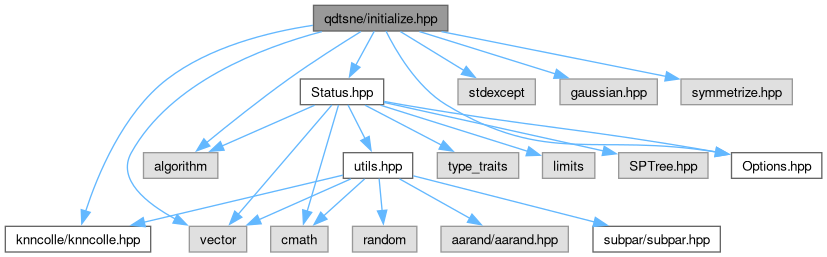 qdtsne/initialize.hpp
Status.hpp
stdexcept
gaussian.hpp
symmetrize.hpp
algorithm
utils.hpp
type_traits
limits
SPTree.hpp
Options.hpp
knncolle/knncolle.hpp
vector
cmath
random
aarand/aarand.hpp
subpar/subpar.hpp